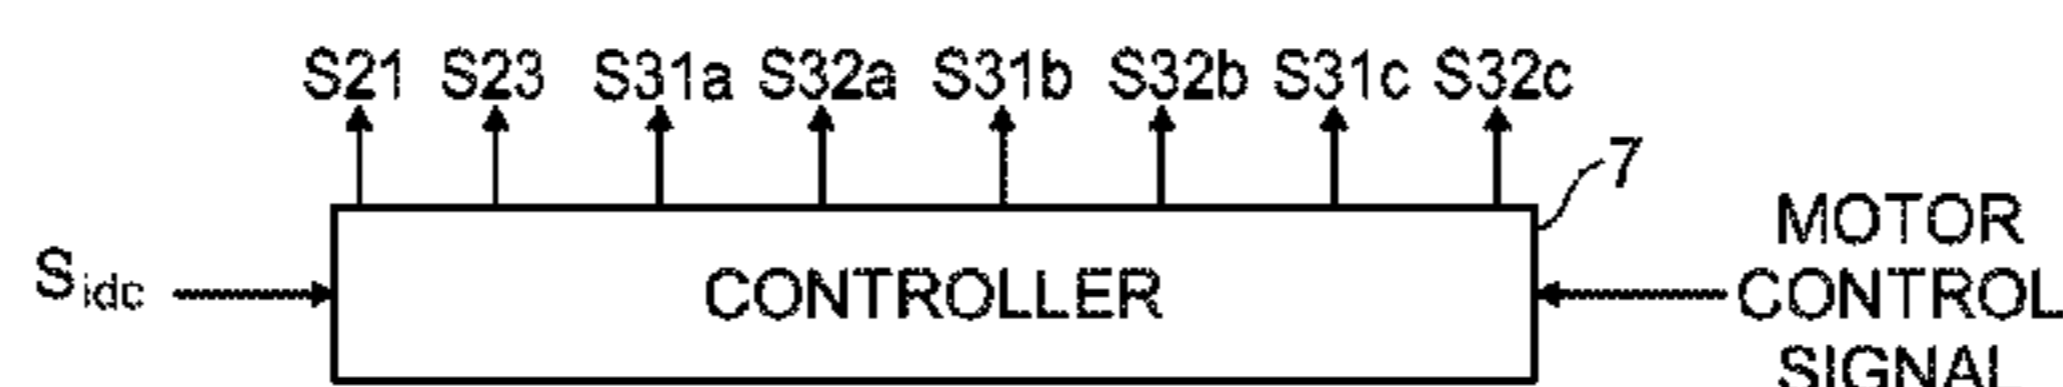 S21 S23 S31a S32a S31b S32b S31c S32c
7
Sidc
CONTROLLER
MOTOR
CONTROL
SIGNAL